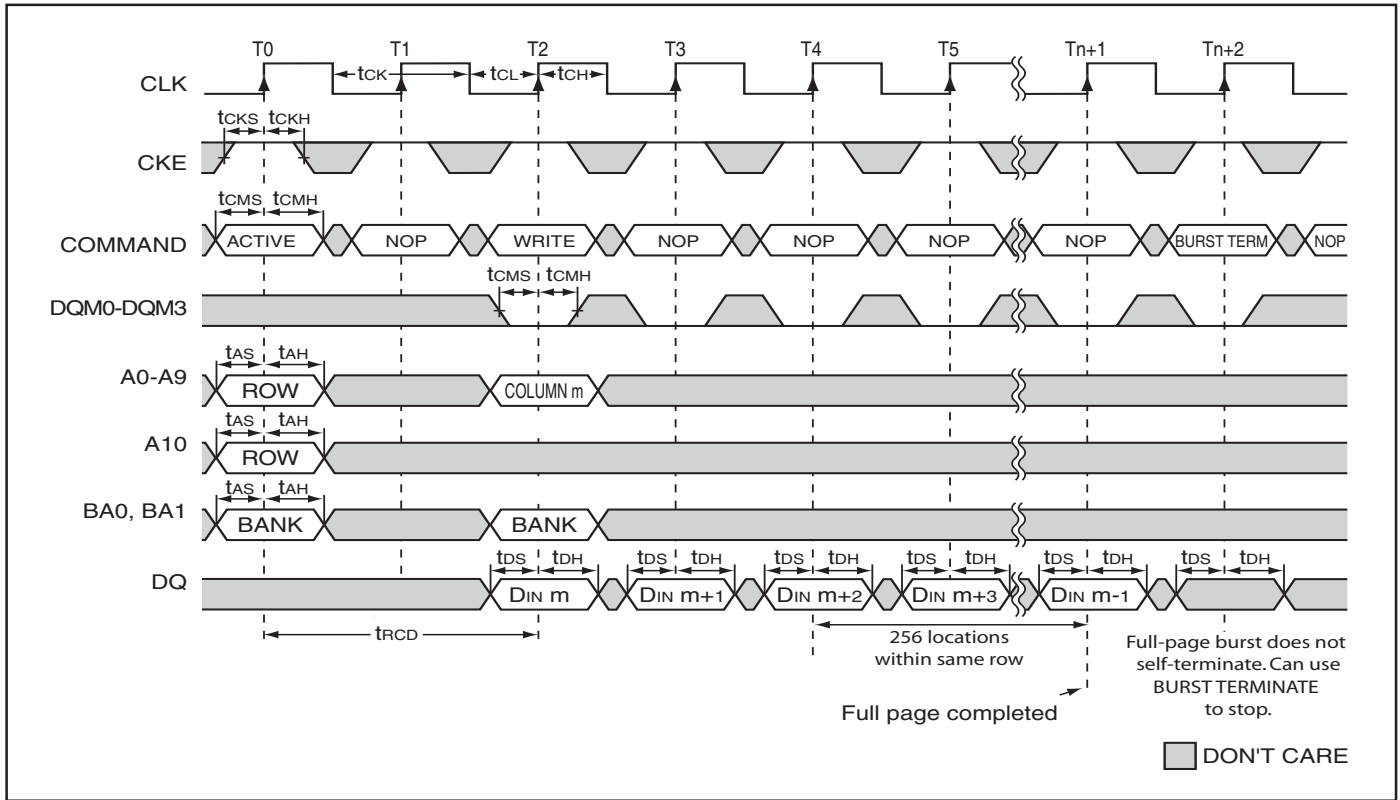 T0 T1 T2 T3 T4 T5 Tn+1 Tn+2
CLK tCK tCL tCH
tCKS tCKH
CKE
tCMS tCMH
COMMAND ACTIVE NOP WRITE NOP NOP NOP NOP BURST TERM NOP
tCMS tCMH
DQM0-DQM3
tAS tAH
A0-A9 ROW COLUMN m
tAS tAH
A10 ROW
tAS tAH
BA0, BA1 BANK BANK
tDS tDH tDS tDH tDS tDH tDS tDH tDS tDH tDS tDH
DQ DIN m DIN m+1 DIN m+2 DIN m+3 DIN m-1
tRCD
256 locations
within same row
Full page completed
Full-page burst does not
self-terminate. Can use
BURST TERMINATE
to stop.
DON'T CARE